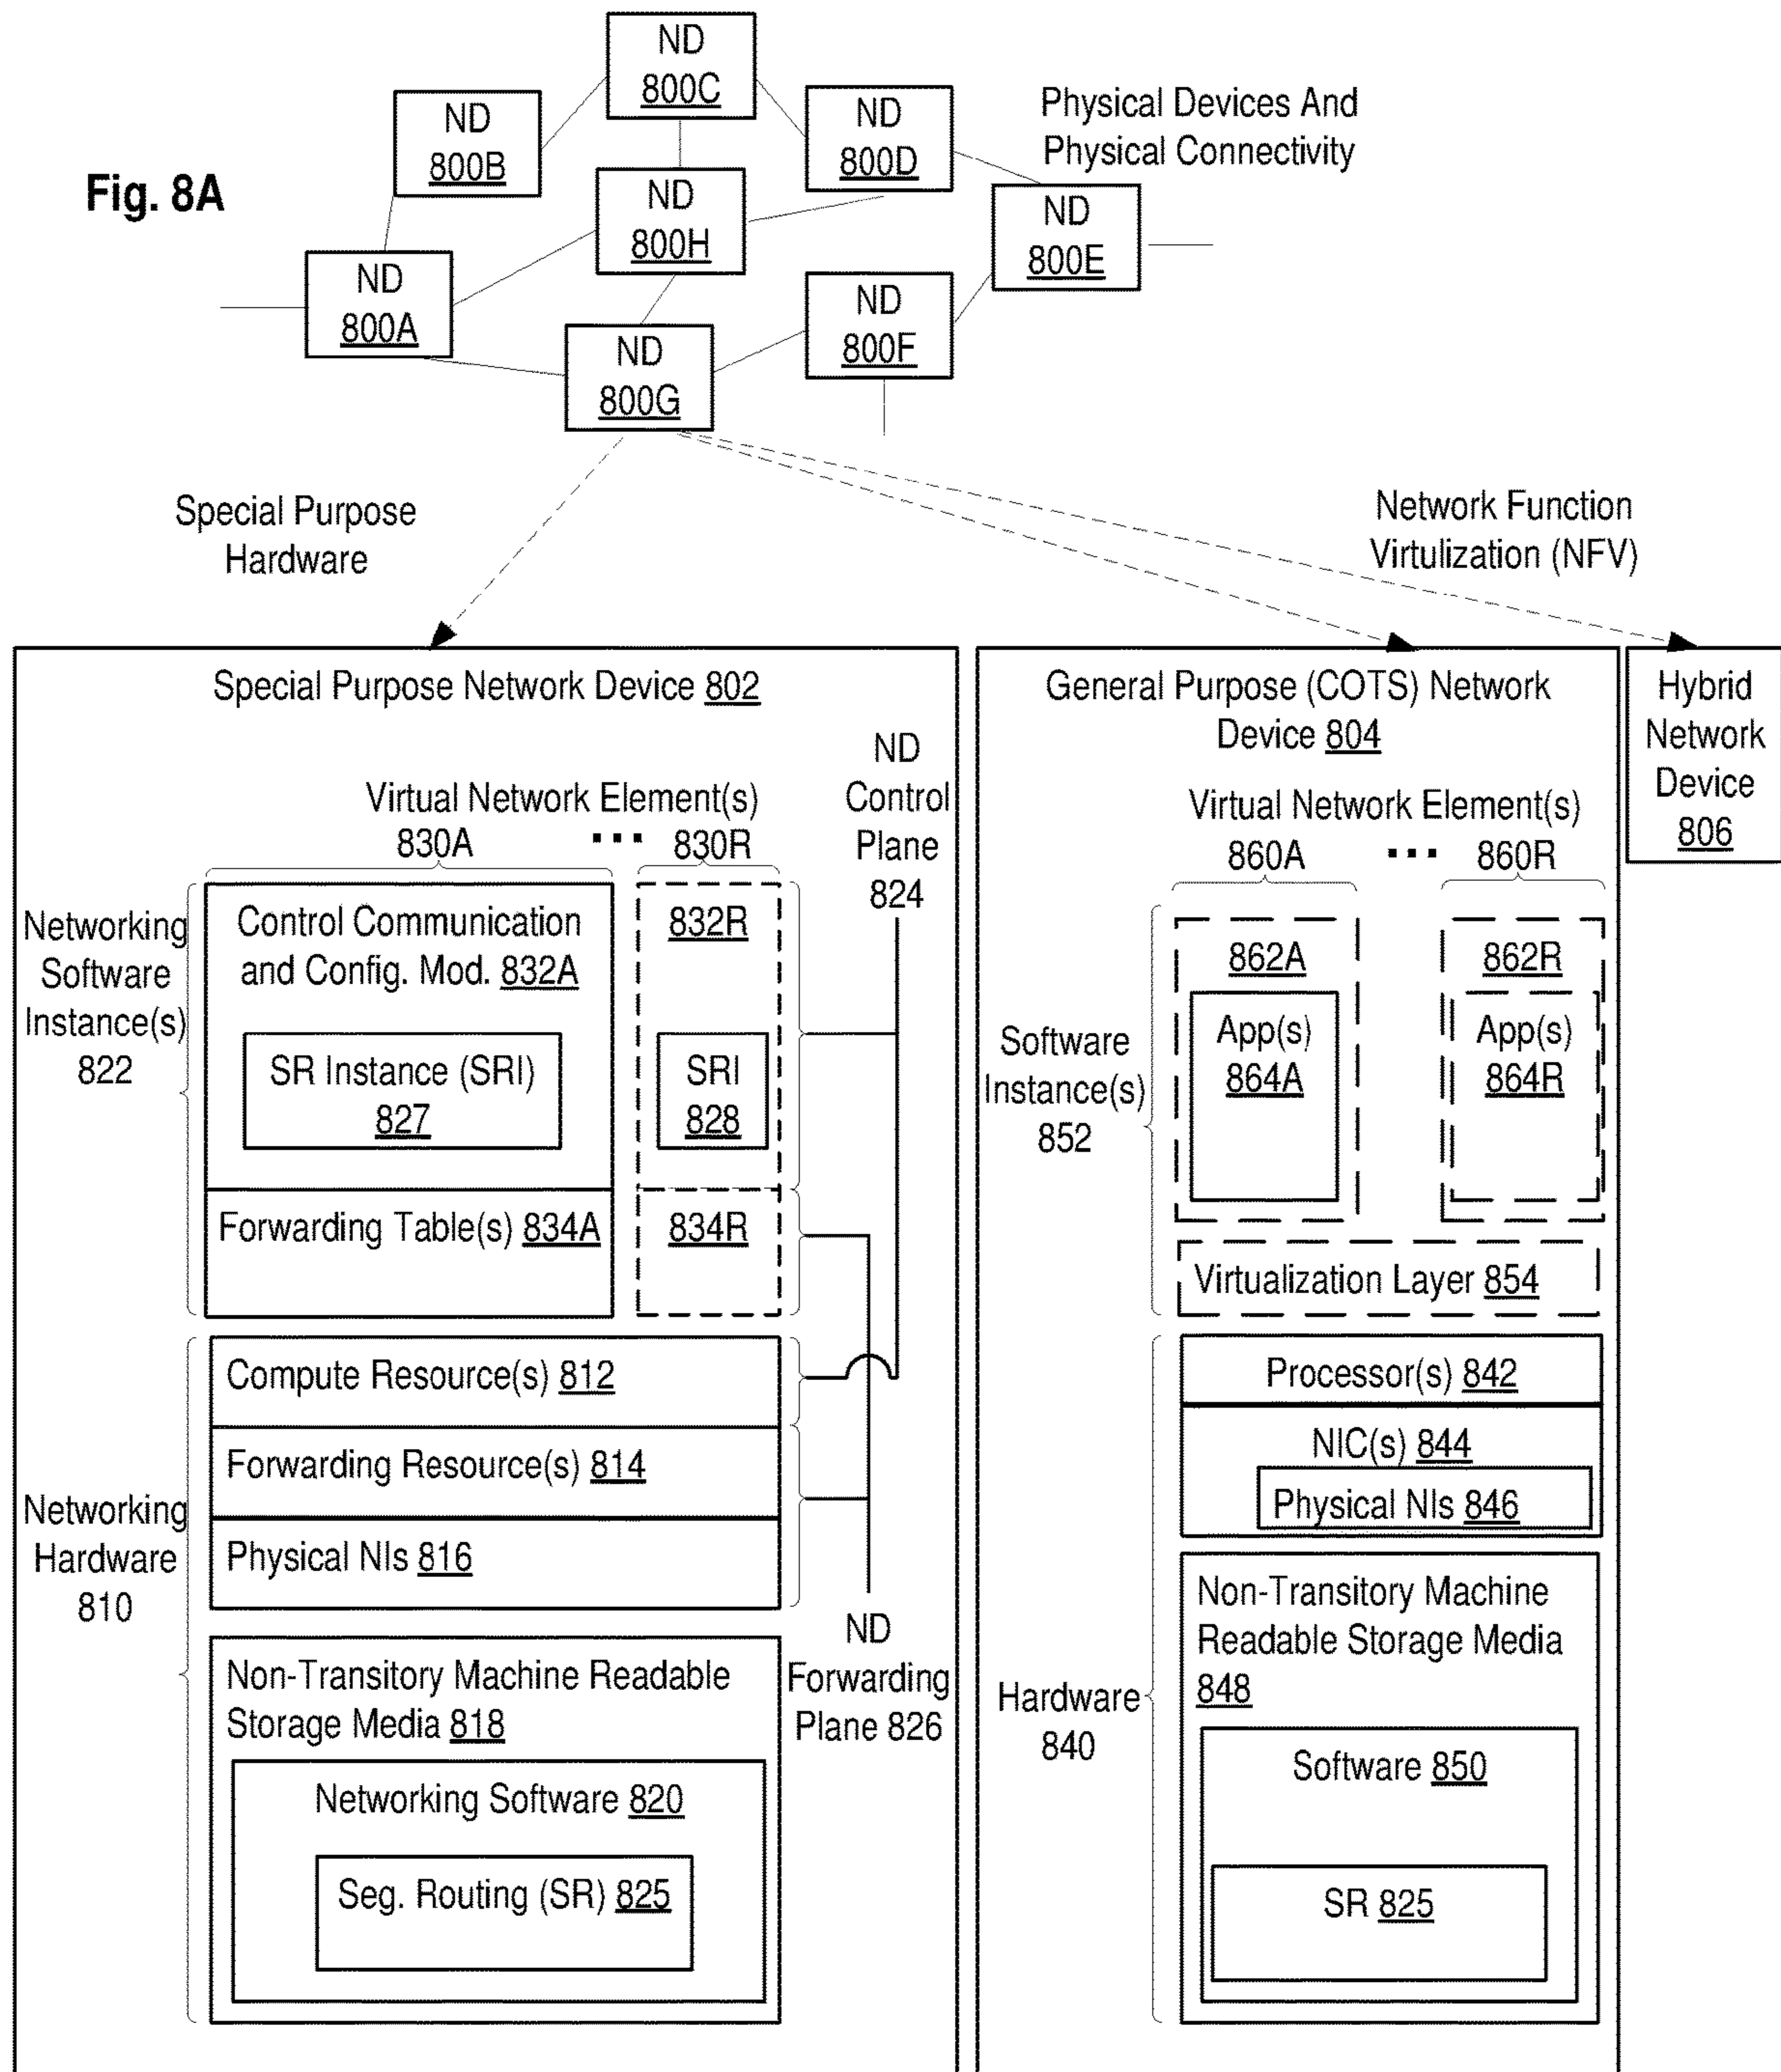 Fig. 8A
ND
800C
ND
800B
ND
800D
Physical Devices And
Physical Connectivity
ND
800H
ND
800E
ND
800A
ND
800F
ND
800G
Special Purpose
Hardware
Network Function
Virtulization (NFV)
Special Purpose Network Device 802
ND
Control
Plane
824
Virtual Network Element(s)
830A
...
830R
Networking
Software
Instance(s)
822
Control Communication
and Config. Mod. 832A
832R
SR Instance (SRI)
827
SRI
828
Forwarding Table(s) 834A
834R
Networking
Hardware
810
Compute Resource(s) 812
Forwarding Resource(s) 814
Physical NIs 816
ND
Forwarding
Plane 826
Non-Transitory Machine Readable
Storage Media 818
Networking Software 820
Seg. Routing (SR) 825
General Purpose (COTS) Network
Device 804
Virtual Network Element(s)
860A
...
860R
Software
Instance(s)
852
862A
862R
App(s)
864A
App(s)
864R
Virtualization Layer 854
Hardware
840
Processor(s) 842
NIC(s) 844
Physical NIs 846
Non-Transitory Machine
Readable Storage Media
848
Software 850
SR 825
Hybrid
Network
Device
806